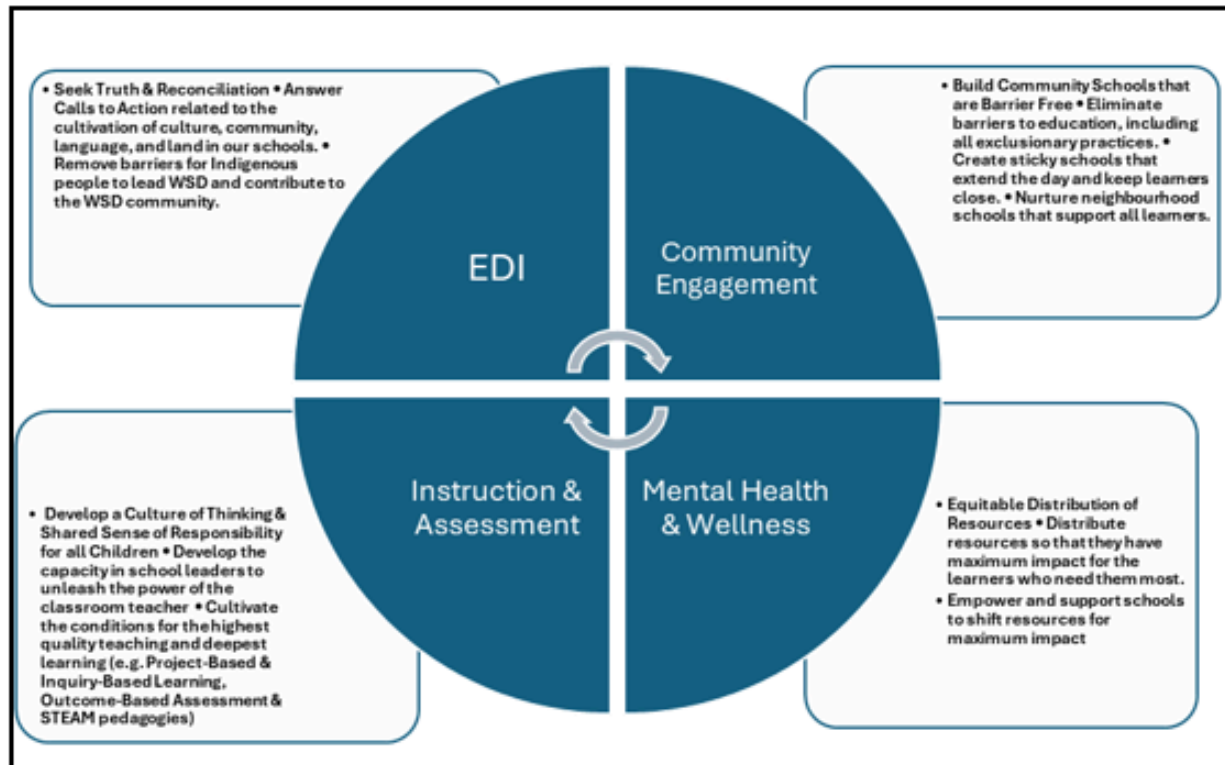 • Seek Truth & Reconciliation • Answer
Calls to Action related to the
cultivation of culture, community,
language, and land in our schools. •
Remove barriers for Indigenous
people to lead WSD and contribute to
the WSD community.
EDI
• Build Community Schools that
are Barrier Free • Eliminate
barriers to education, including
all exclusionary practices. •
Create sticky schools that
extend the day and keep learners
close. • Nurture neighbourhood
schools that support all learners.
Community
Engagement
• Develop a Culture of Thinking &
Shared Sense of Responsibility
for all Children • Develop the
capacity in school leaders to
unleash the power of the
classroom teacher • Cultivate
the conditions for the highest
quality teaching and deepest
learning (e.g. Project-Based &
Inquiry-Based Learning,
Outcome-Based Assessment &
STEAM pedagogies)
Instruction &
Assessment
Mental Health
& Wellness
• Equitable Distribution of
Resources • Distribute
resources so that they have
maximum impact for the
learners who need them most.
• Empower and support schools
to shift resources for
maximum impact